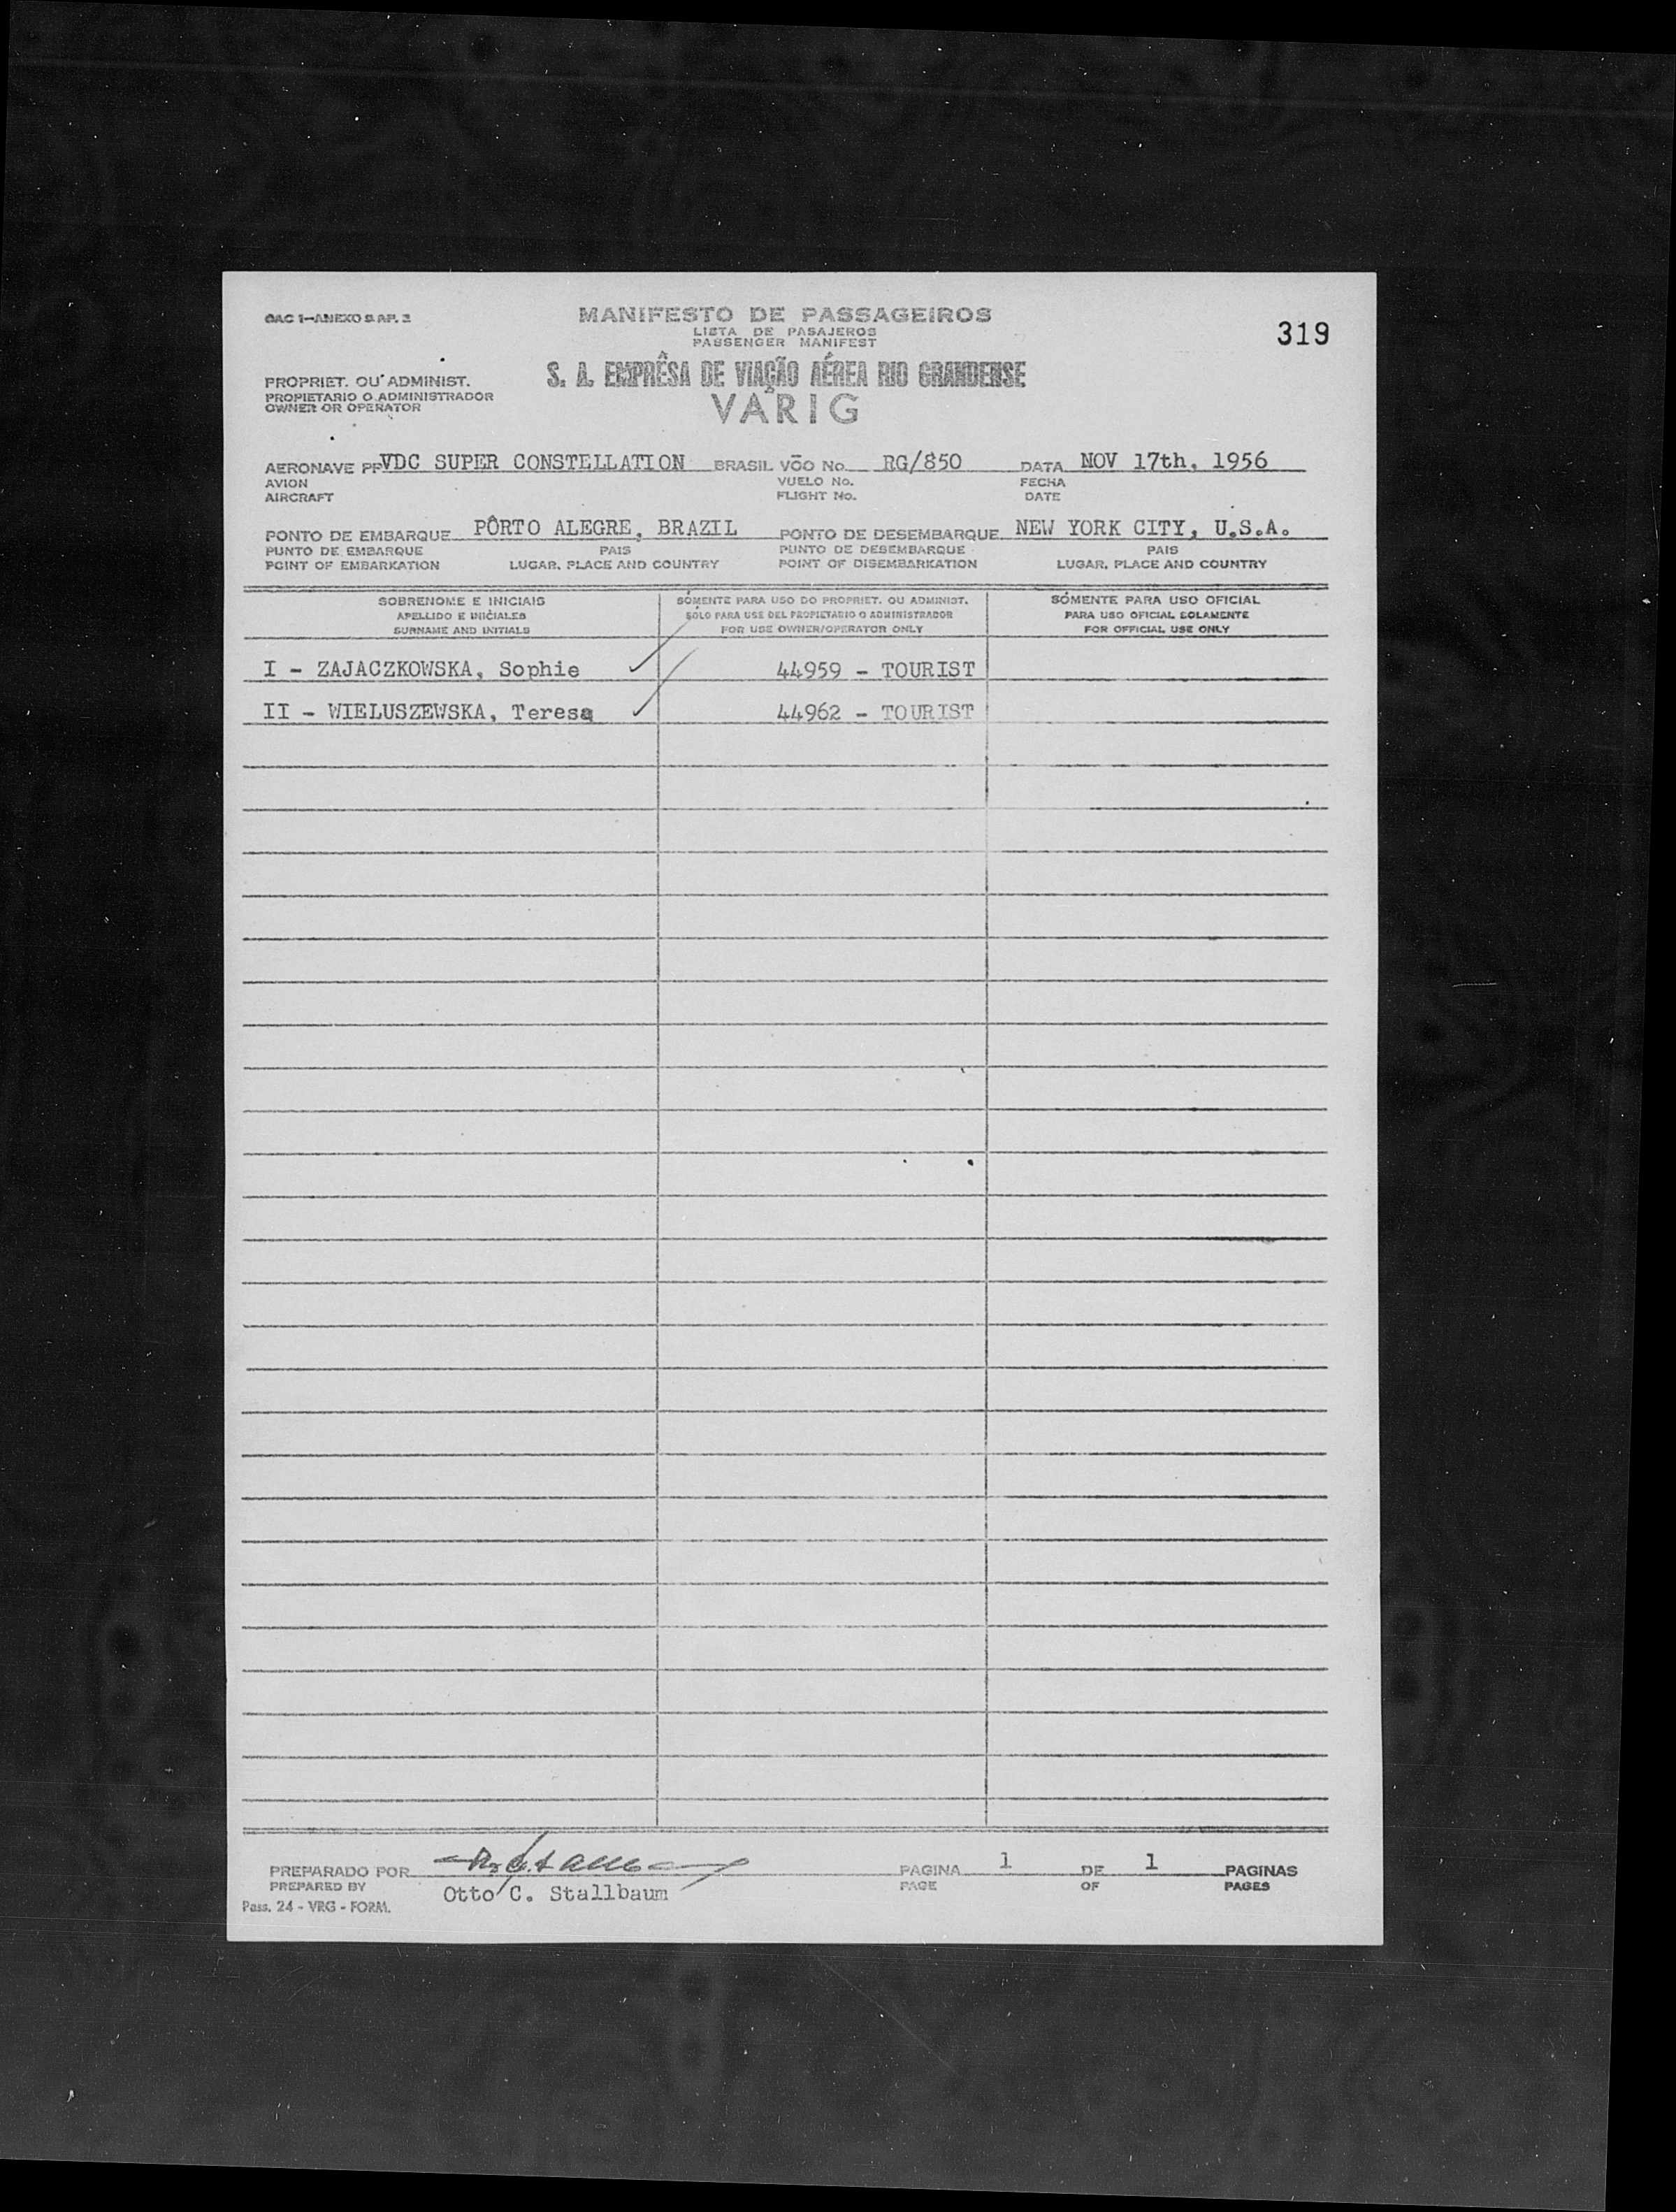 OAC 1-ANEXO 9 AP. 2
MANIFESTO DE PASSAGEIROS
LISTA DE PASAJEROS
PASSENGER MANIFEST
319
S. A. EMPRÊSA DE VIAÇÃO AÉREA RIO GRANDENSE
VARIG
PROPRIET. OU ADMINIST.
PROPIETARIO O ADMINISTRADOR
OWNER OR OPERATOR
AERONAVE PP VDC SUPER CONSTELLATION BRASIL VÕO No. RG/850 DATA NOV 17th, 1956
AVION VUELO No. FECHA
AIRCRAFT FLIGHT No. DATE
PONTO DE EMBARQUE PÔRTO ALEGRE, BRAZIL PONTO DE DESEMBARQUE NEW YORK CITY, U.S.A.
PUNTO DE EMBARQUE PAIS PUNTO DE DESEMBARQUE PAIS
POINT OF EMBARKATION LUGAR, PLACE AND COUNTRY POINT OF DISEMBARKATION LUGAR, PLACE AND COUNTRY
SOBRENOME E INICIAIS SÓMENTE PARA USO DO PROPRIET. OU ADMINIST. SÓMENTE PARA USO OFICIAL
APELLIDO E INICIALES SÓLO PARA USE DEL PROPIETARIO O ADMINISTRADOR PARA USO OFICIAL SOLAMENTE
SURNAME AND INITIALS FOR USE OWNER/OPERATOR ONLY FOR OFFICIAL USE ONLY
I - ZAJACZKOWSKA, Sophie 44959 - TOURIST
II - WIELUSZEWSKA, Teresa 44962 - TOURIST
PREPARADO POR PAGINA 1 DE 1 PAGINAS
PREPARED BY PAGE OF PAGES
Otto C. Stallbaum
Pass. 24 - VRG - FORM.